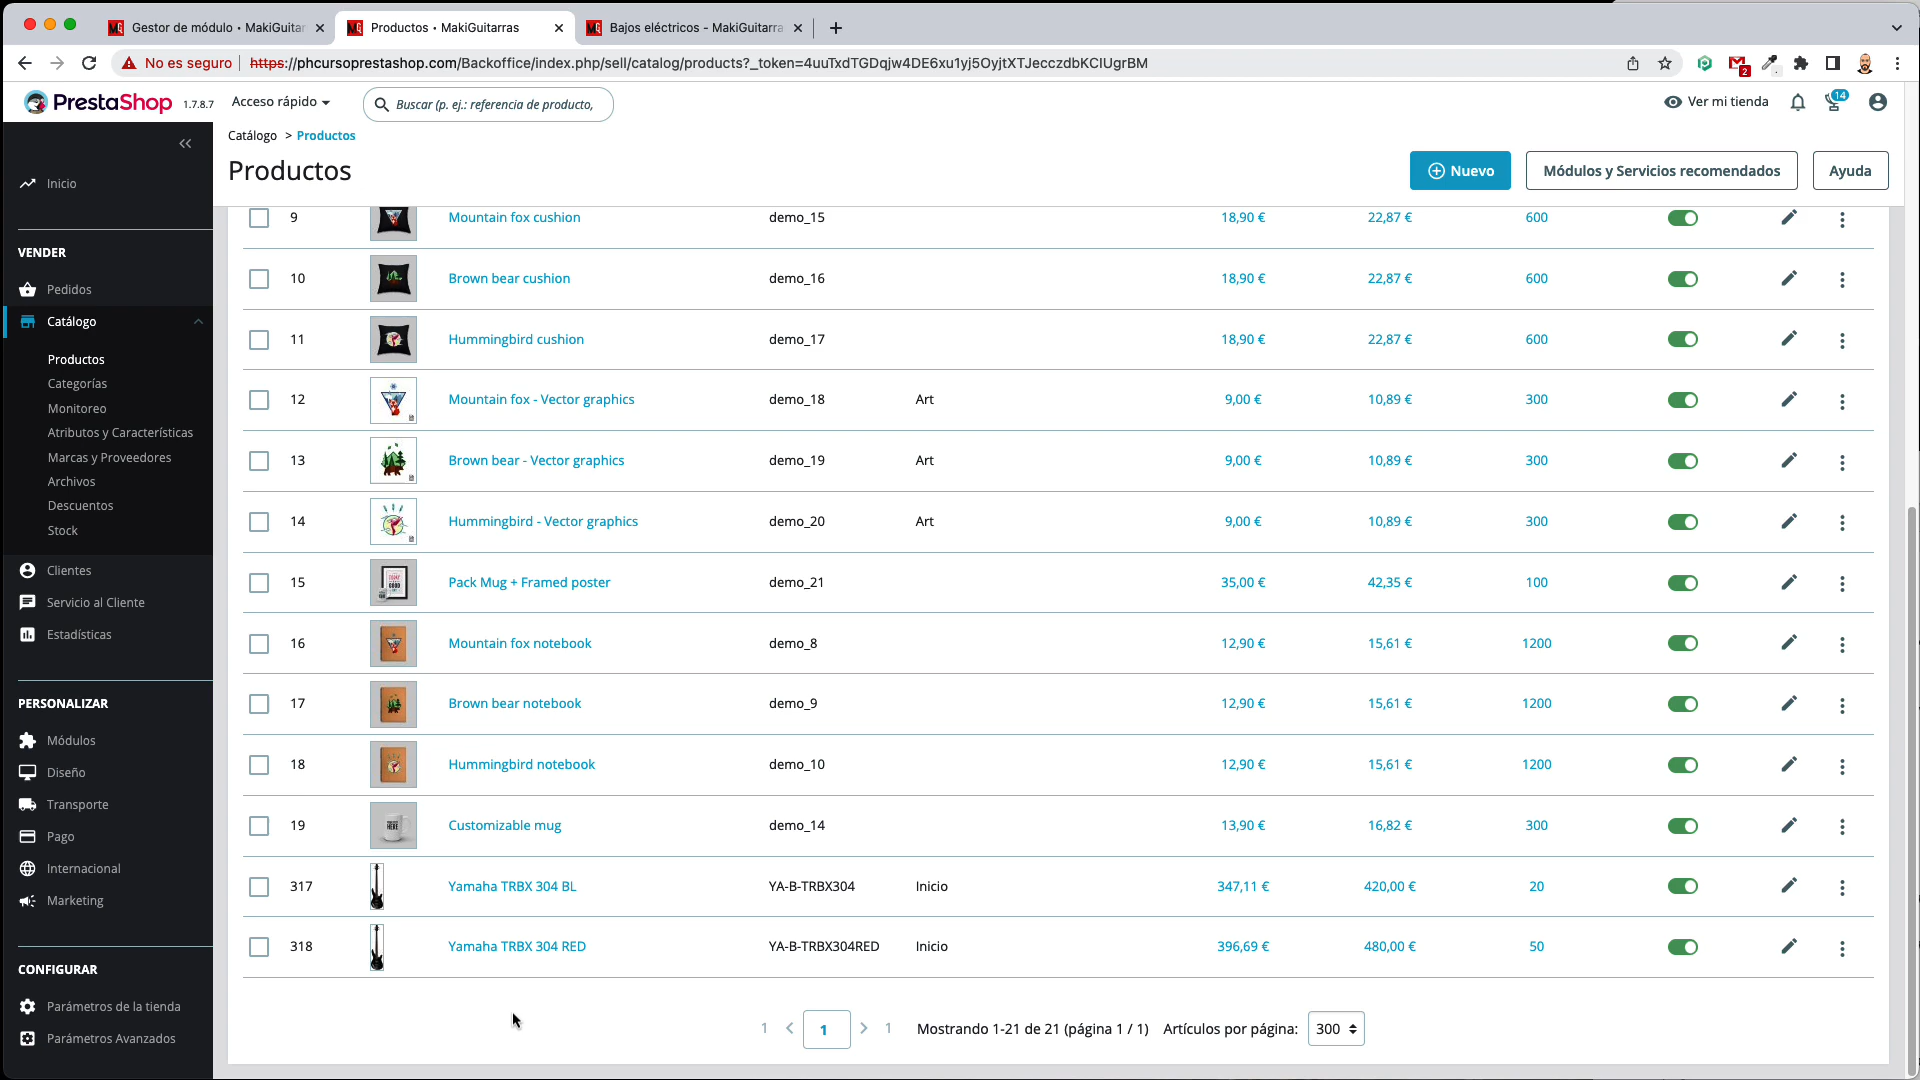 Gestor de módulo • MakiGuitar
Productos • MakiGuitarras
Bajos eléctricos - MakiGuitarra
No es seguro
https://phcursoprestashop.com/Backoffice/index.php/sell/catalog/products?_token=4uuTxdTGDqjw4DE6xu1yj5OyjtXTJecczdbKCIUgrBM
2
PrestaShop 1.7.8.7
Acceso rápido
Buscar (p. ej.: referencia de producto,
Ver mi tienda
14
Catálogo > Productos
Productos
Nuevo
Módulos y Servicios recomendados
Ayuda
Inicio
VENDER
Pedidos
Catálogo
Productos
Categorías
Monitoreo
Atributos y Características
Marcas y Proveedores
Archivos
Descuentos
Stock
Clientes
Servicio al Cliente
Estadísticas
PERSONALIZAR
Módulos
Diseño
Transporte
Pago
Internacional
Marketing
CONFIGURAR
Parámetros de la tienda
Parámetros Avanzados
9 Mountain fox cushion demo_15 18,90 € 22,87 € 600
10 Brown bear cushion demo_16 18,90 € 22,87 € 600
11 Hummingbird cushion demo_17 18,90 € 22,87 € 600
12 Mountain fox - Vector graphics demo_18 Art 9,00 € 10,89 € 300
13 Brown bear - Vector graphics demo_19 Art 9,00 € 10,89 € 300
14 Hummingbird - Vector graphics demo_20 Art 9,00 € 10,89 € 300
15 Pack Mug + Framed poster demo_21 35,00 € 42,35 € 100
16 Mountain fox notebook demo_8 12,90 € 15,61 € 1200
17 Brown bear notebook demo_9 12,90 € 15,61 € 1200
18 Hummingbird notebook demo_10 12,90 € 15,61 € 1200
19 Customizable mug demo_14 13,90 € 16,82 € 300
317 Yamaha TRBX 304 BL YA-B-TRBX304 Inicio 347,11 € 420,00 € 20
318 Yamaha TRBX 304 RED YA-B-TRBX304RED Inicio 396,69 € 480,00 € 50
1 < 1 > 1 Mostrando 1-21 de 21 (página 1 / 1) Artículos por página: 300